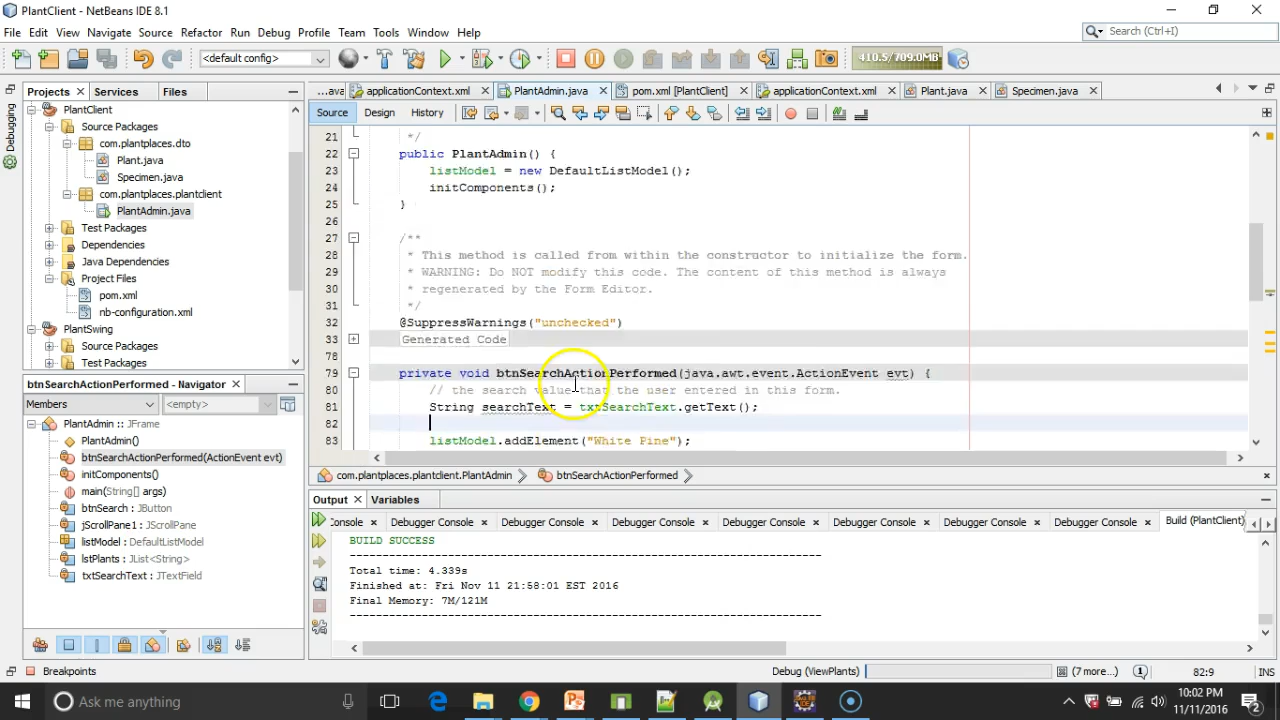 PlantClient - NetBeans IDE 8.1
File Edit View Navigate Source Refactor Run Debug Profile Team Tools Window Help
Search (Ctrl+I)
<default config>
410.5/709.0MB
Projects Services Files
...ava applicationContext.xml PlantAdmin.java pom.xml [PlantClient] applicationContext.xml Plant.java Specimen.java
Debugging
Source Design History
PlantClient
Source Packages
com.plantplaces.dto
Plant.java
Specimen.java
com.plantplaces.plantclient
PlantAdmin.java
Test Packages
Dependencies
Java Dependencies
Project Files
pom.xml
nb-configuration.xml
PlantSwing
Source Packages
Test Packages
21 */
22 public PlantAdmin() {
23 listModel = new DefaultListModel();
24 initComponents();
25 }
26
27 /**
28 * This method is called from within the constructor to initialize the form.
29 * WARNING: Do NOT modify this code. The content of this method is always
30 * regenerated by the Form Editor.
31 */
32 @SuppressWarnings("unchecked")
33 Generated Code
78
79 private void btnSearchActionPerformed(java.awt.event.ActionEvent evt) {
80 // the search value that the user entered in this form.
81 String searchText = txtSearchText.getText();
82
83 listModel.addElement("White Pine");
btnSearchActionPerformed - Navigator
Members <empty>
PlantAdmin :: JFrame
PlantAdmin()
btnSearchActionPerformed(ActionEvent evt)
initComponents()
main(String[] args)
btnSearch : JButton
jScrollPane1 : JScrollPane
listModel : DefaultListModel
lstPlants : JList<String>
txtSearchText : JTextField
com.plantplaces.plantclient.PlantAdmin btnSearchActionPerformed
Output Variables
Console Debugger Console Debugger Console Debugger Console Debugger Console Debugger Console Debugger Console Debugger Console Build (PlantClient)
BUILD SUCCESS
------------------------------------------------------------------------
Total time: 4.339s
Finished at: Fri Nov 11 21:58:01 EST 2016
Final Memory: 7M/121M
------------------------------------------------------------------------
Breakpoints
Debug (ViewPlants) (7 more...) 1 82:9 INS
Ask me anything
10:02 PM
11/11/2016
2